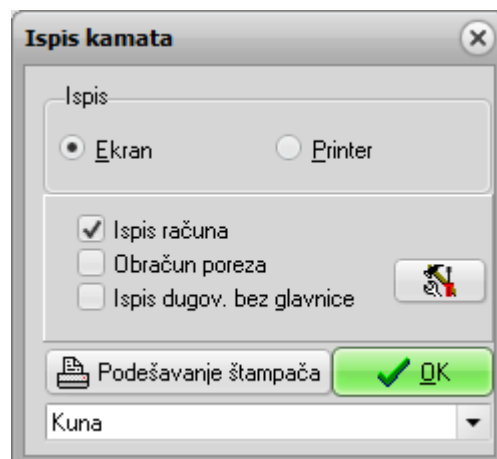 Ispis kamata
Ispis
Ekran Printer
Ispis računa
Obračun poreza
Ispis dugov. bez glavnice
Podešavanje štampača OK
Kuna